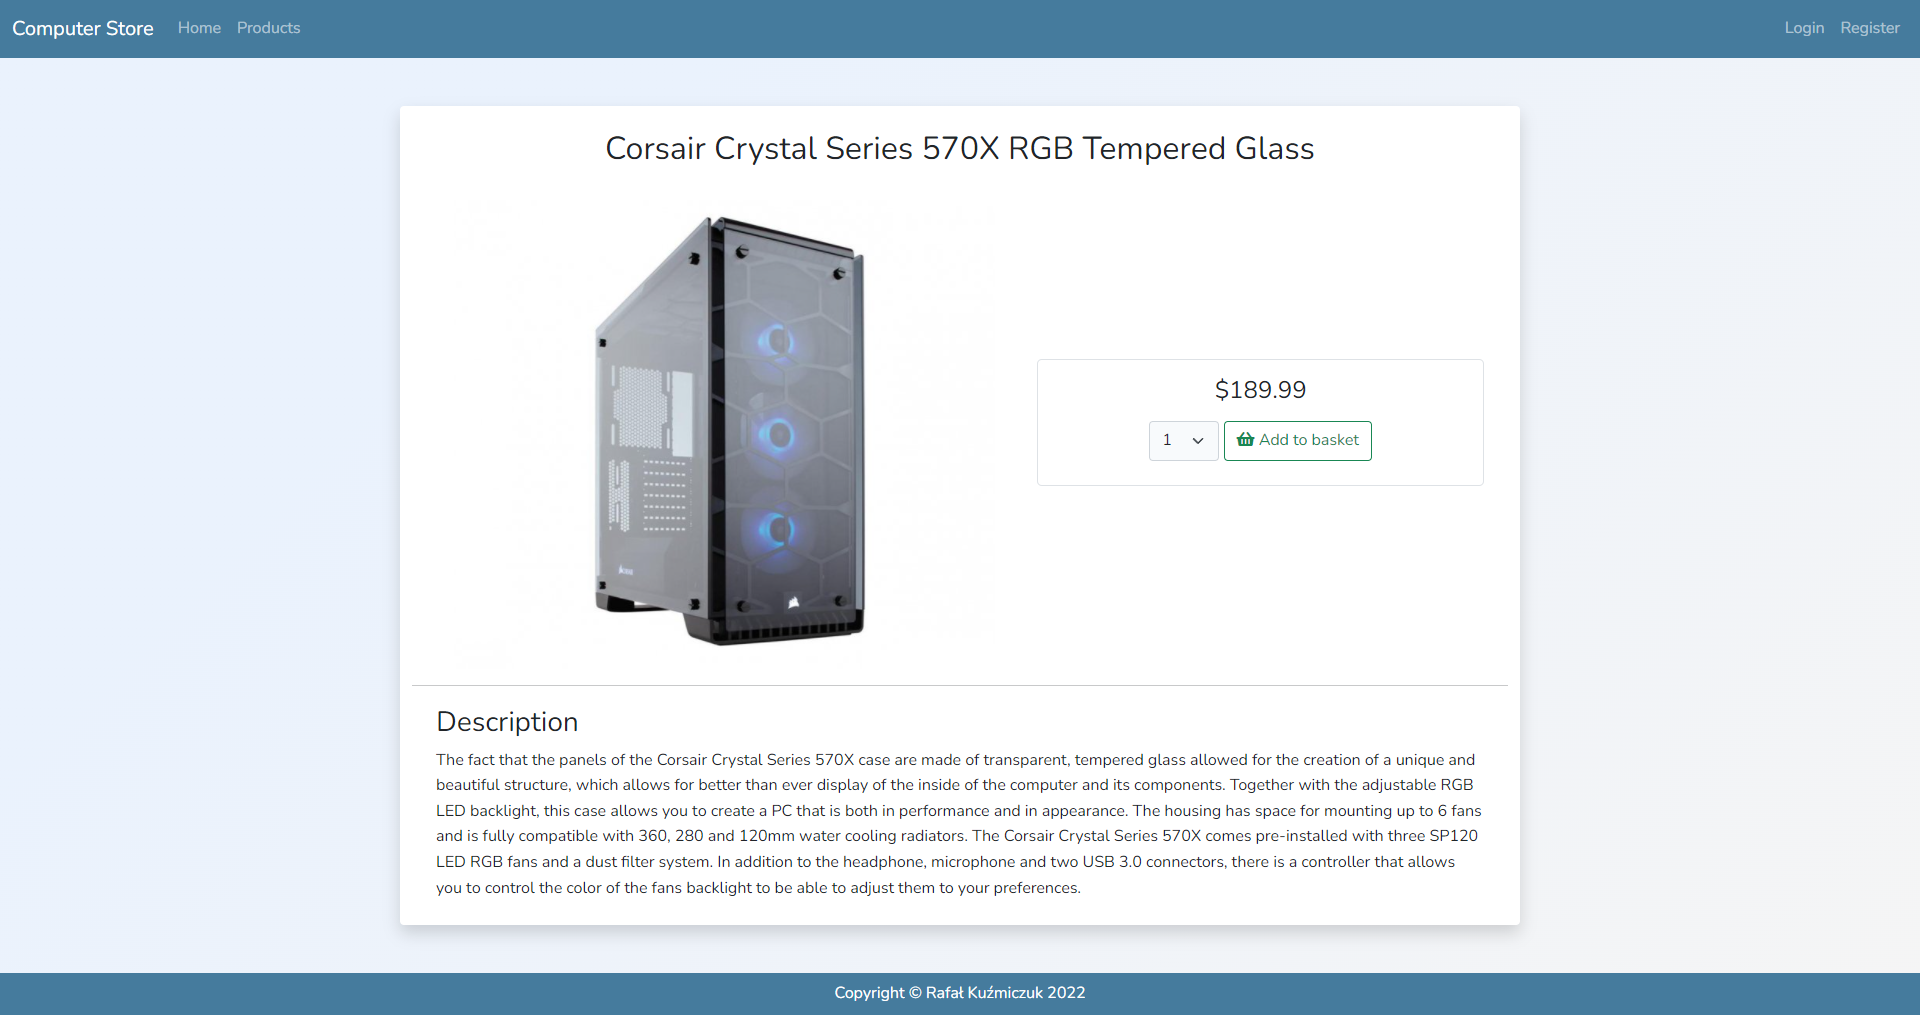 Computer Store Home Products Login Register
Corsair Crystal Series 570X RGB Tempered Glass
$189.99
1 Add to basket
Description
The fact that the panels of the Corsair Crystal Series 570X case are made of transparent, tempered glass allowed for the creation of a unique and
beautiful structure, which allows for better than ever display of the inside of the computer and its components. Together with the adjustable RGB
LED backlight, this case allows you to create a PC that is both in performance and in appearance. The housing has space for mounting up to 6 fans
and is fully compatible with 360, 280 and 120mm water cooling radiators. The Corsair Crystal Series 570X comes pre-installed with three SP120
LED RGB fans and a dust filter system. In addition to the headphone, microphone and two USB 3.0 connectors, there is a controller that allows
you to control the color of the fans backlight to be able to adjust them to your preferences.
Copyright © Rafał Kuźmiczuk 2022